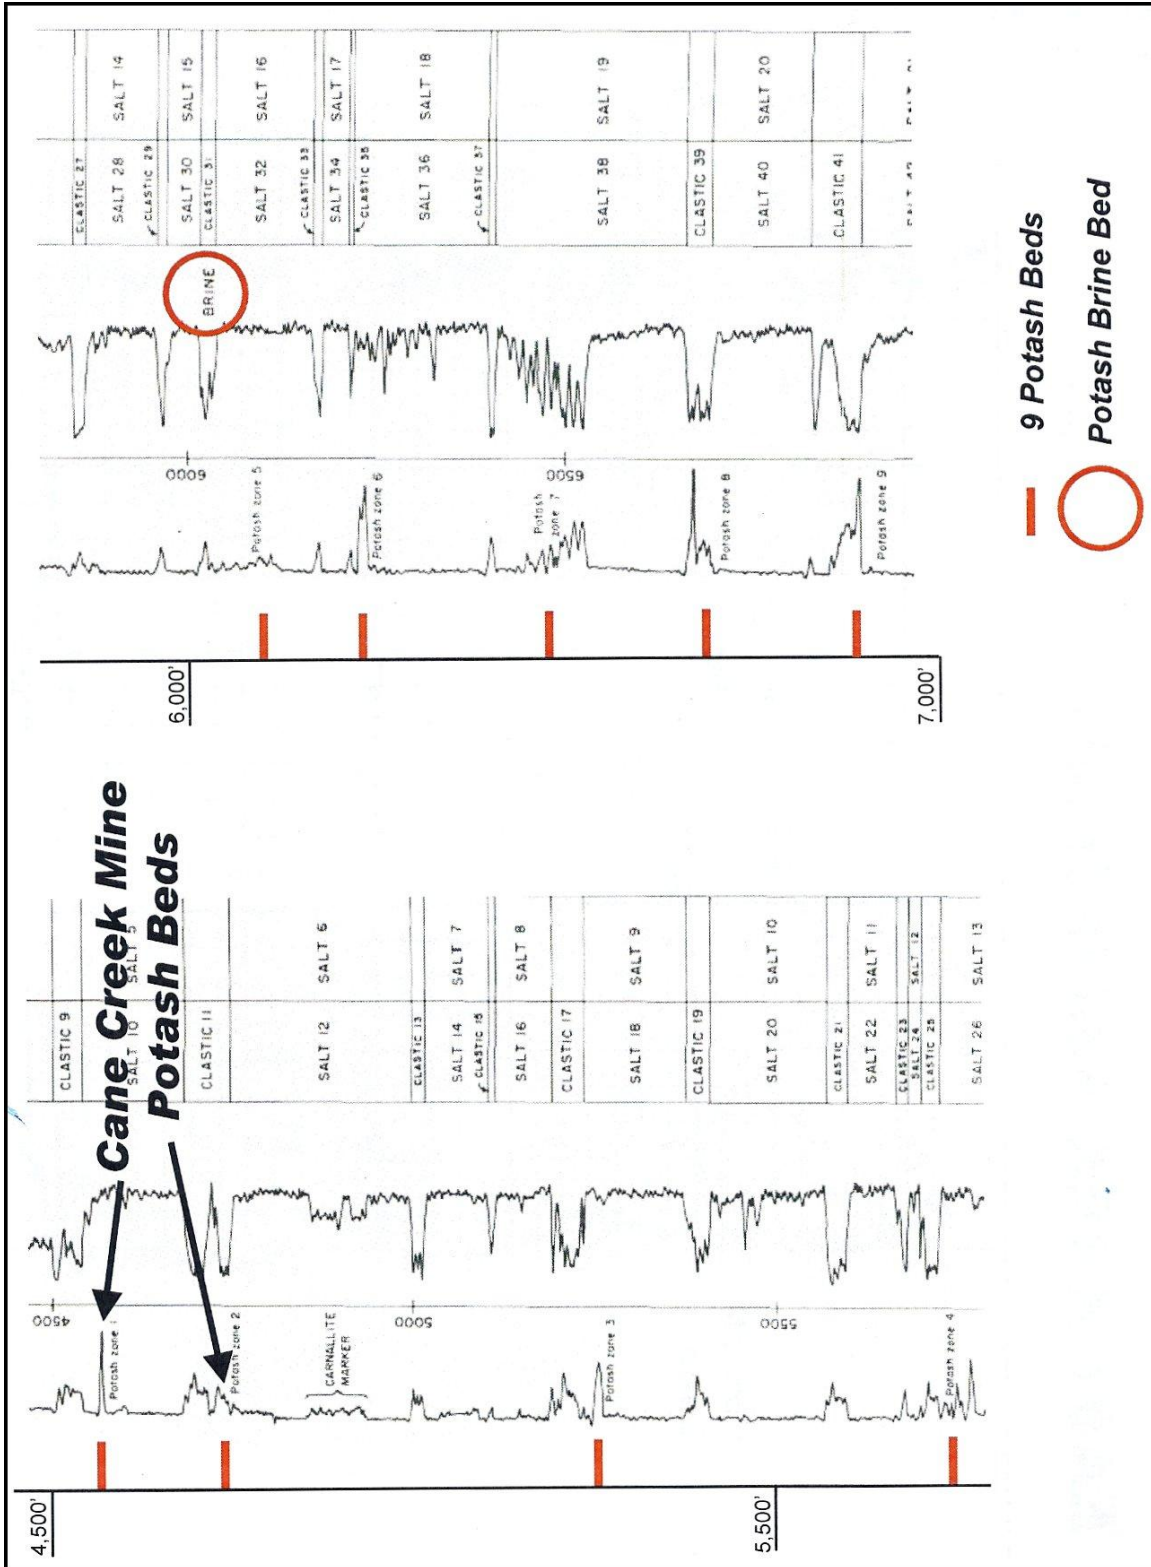 4,500'
4500
CLASTIC 9
Potash zone 1
Cane Creek Mine
Potash Beds
SALT 10 SALT 5
CLASTIC 11
Potash zone 2
CARNALLITE
MARKER
SALT 12 SALT 6
5000
CLASTIC 13
SALT 14 SALT 7
CLASTIC 15
SALT 16 SALT 8
CLASTIC 17
Potash zone 3
SALT 18 SALT 9
CLASTIC 19
SALT 20 SALT 10
5,500'
5500
CLASTIC 21
SALT 22 SALT 11
CLASTIC 23
SALT 24 SALT 12
CLASTIC 25
Potash zone 4
SALT 26 SALT 13
CLASTIC 27
SALT 28 SALT 14
CLASTIC 29
SALT 30 SALT 15
6,000'
6000
BRINE
CLASTIC 31
Potash zone 5
SALT 32 SALT 16
CLASTIC 33
SALT 34 SALT 17
CLASTIC 35
Potash zone 6
SALT 36 SALT 18
CLASTIC 37
Potash
zone 7
6500
SALT 38 SALT 19
CLASTIC 39
Potash zone 8
SALT 40 SALT 20
CLASTIC 41
Potash zone 9
7,000'
9 Potash Beds
Potash Brine Bed